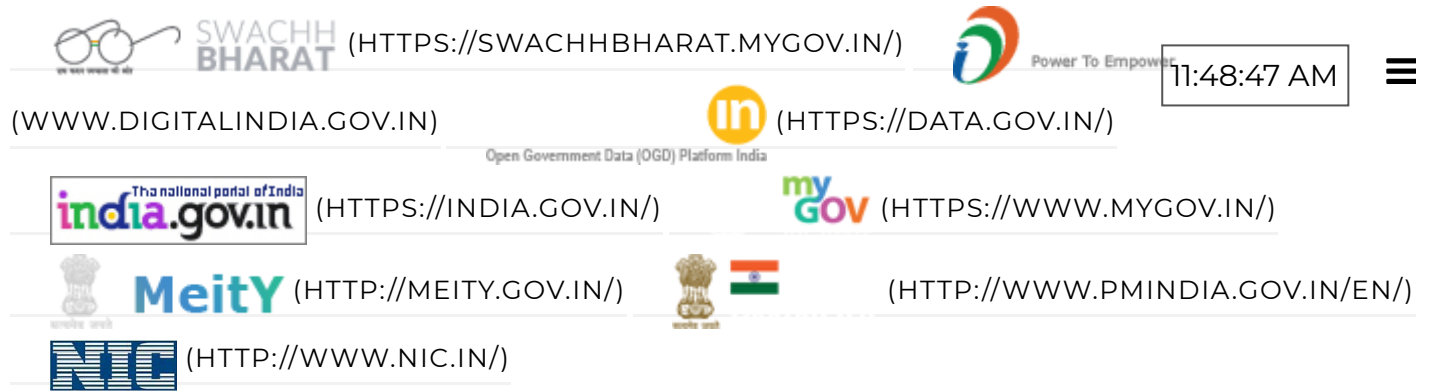 SWACHH
BHARAT
(HTTPS://SWACHHBHARAT.MYGOV.IN/)
Power To Empower
11:48:47 AM
(WWW.DIGITALINDIA.GOV.IN)
in
(HTTPS://DATA.GOV.IN/)
Open Government Data (OGD) Platform India
The national portal of India
india.gov.in
(HTTPS://INDIA.GOV.IN/)
my
GOV
(HTTPS://WWW.MYGOV.IN/)
MeitY
(HTTP://MEITY.GOV.IN/)
(HTTP://WWW.PMINDIA.GOV.IN/EN/)
NIC
(HTTP://WWW.NIC.IN/)